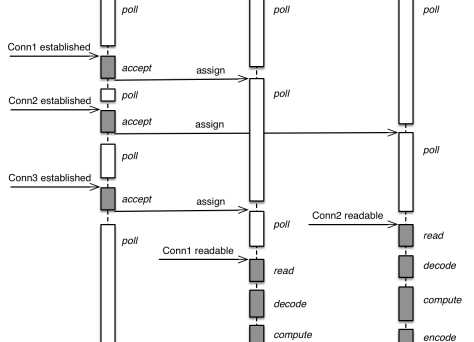 poll
poll
poll
Conn1 established
accept
assign
poll
poll
Conn2 established
accept
assign
poll
poll
Conn3 established
accept
assign
Conn2 readable
poll
poll
read
Conn1 readable
read
decode
decode
compute
compute
encode